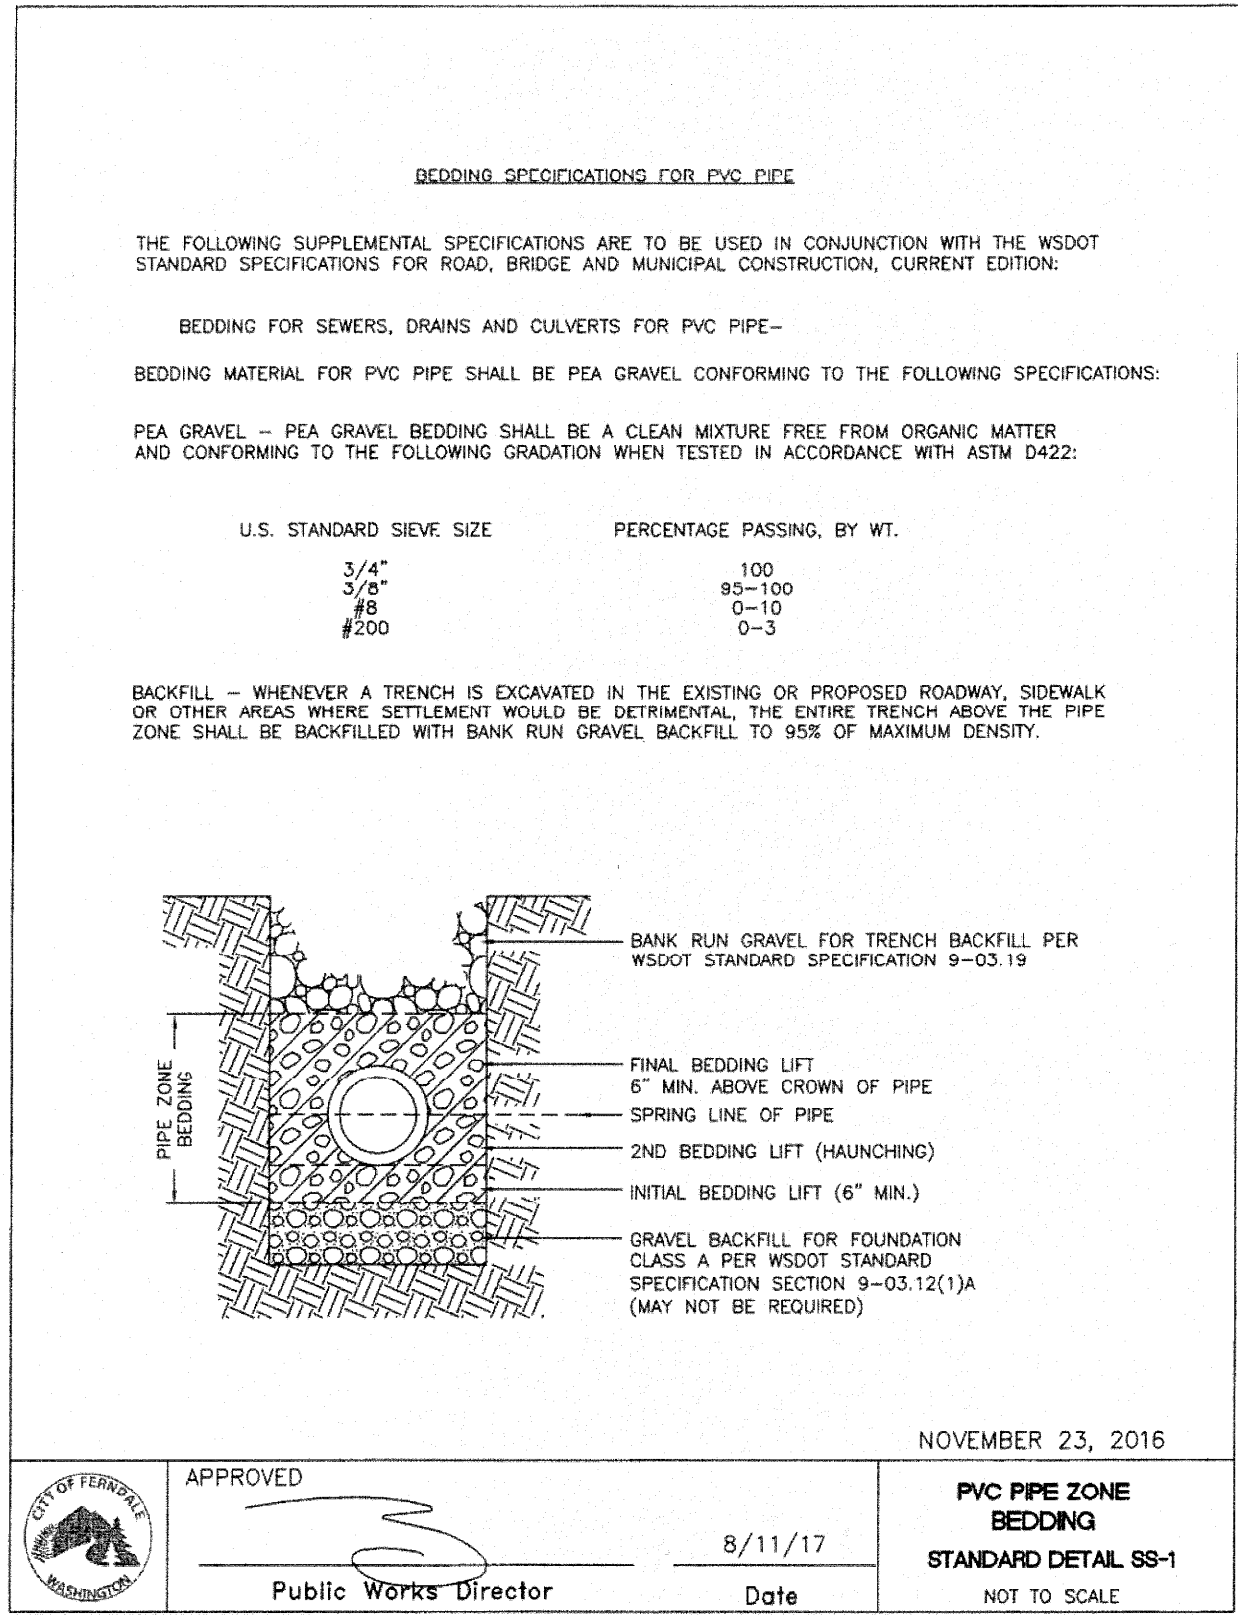 BEDDING SPECIFICATIONS FOR PVC PIPE
THE FOLLOWING SUPPLEMENTAL SPECIFICATIONS ARE TO BE USED IN CONJUNCTION WITH THE WSDOT
STANDARD SPECIFICATIONS FOR ROAD, BRIDGE AND MUNICIPAL CONSTRUCTION, CURRENT EDITION:
BEDDING FOR SEWERS, DRAINS AND CULVERTS FOR PVC PIPE–
BEDDING MATERIAL FOR PVC PIPE SHALL BE PEA GRAVEL CONFORMING TO THE FOLLOWING SPECIFICATIONS:
PEA GRAVEL – PEA GRAVEL BEDDING SHALL BE A CLEAN MIXTURE FREE FROM ORGANIC MATTER
AND CONFORMING TO THE FOLLOWING GRADATION WHEN TESTED IN ACCORDANCE WITH ASTM D422:
U.S. STANDARD SIEVE SIZE PERCENTAGE PASSING, BY WT.
3/4" 100
3/8" 95–100
#8 0–10
#200 0–3
BACKFILL – WHENEVER A TRENCH IS EXCAVATED IN THE EXISTING OR PROPOSED ROADWAY, SIDEWALK
OR OTHER AREAS WHERE SETTLEMENT WOULD BE DETRIMENTAL, THE ENTIRE TRENCH ABOVE THE PIPE
ZONE SHALL BE BACKFILLED WITH BANK RUN GRAVEL BACKFILL TO 95% OF MAXIMUM DENSITY.
BANK RUN GRAVEL FOR TRENCH BACKFILL PER
WSDOT STANDARD SPECIFICATION 9–03.19
PIPE ZONE
BEDDING
FINAL BEDDING LIFT
6" MIN. ABOVE CROWN OF PIPE
SPRING LINE OF PIPE
2ND BEDDING LIFT (HAUNCHING)
INITIAL BEDDING LIFT (6" MIN.)
GRAVEL BACKFILL FOR FOUNDATION
CLASS A PER WSDOT STANDARD
SPECIFICATION SECTION 9–03.12(1)A
(MAY NOT BE REQUIRED)
NOVEMBER 23, 2016
CITY OF FERNDALE
WASHINGTON
APPROVED
8/11/17
Public Works Director
Date
PVC PIPE ZONE
BEDDING
STANDARD DETAIL SS-1
NOT TO SCALE